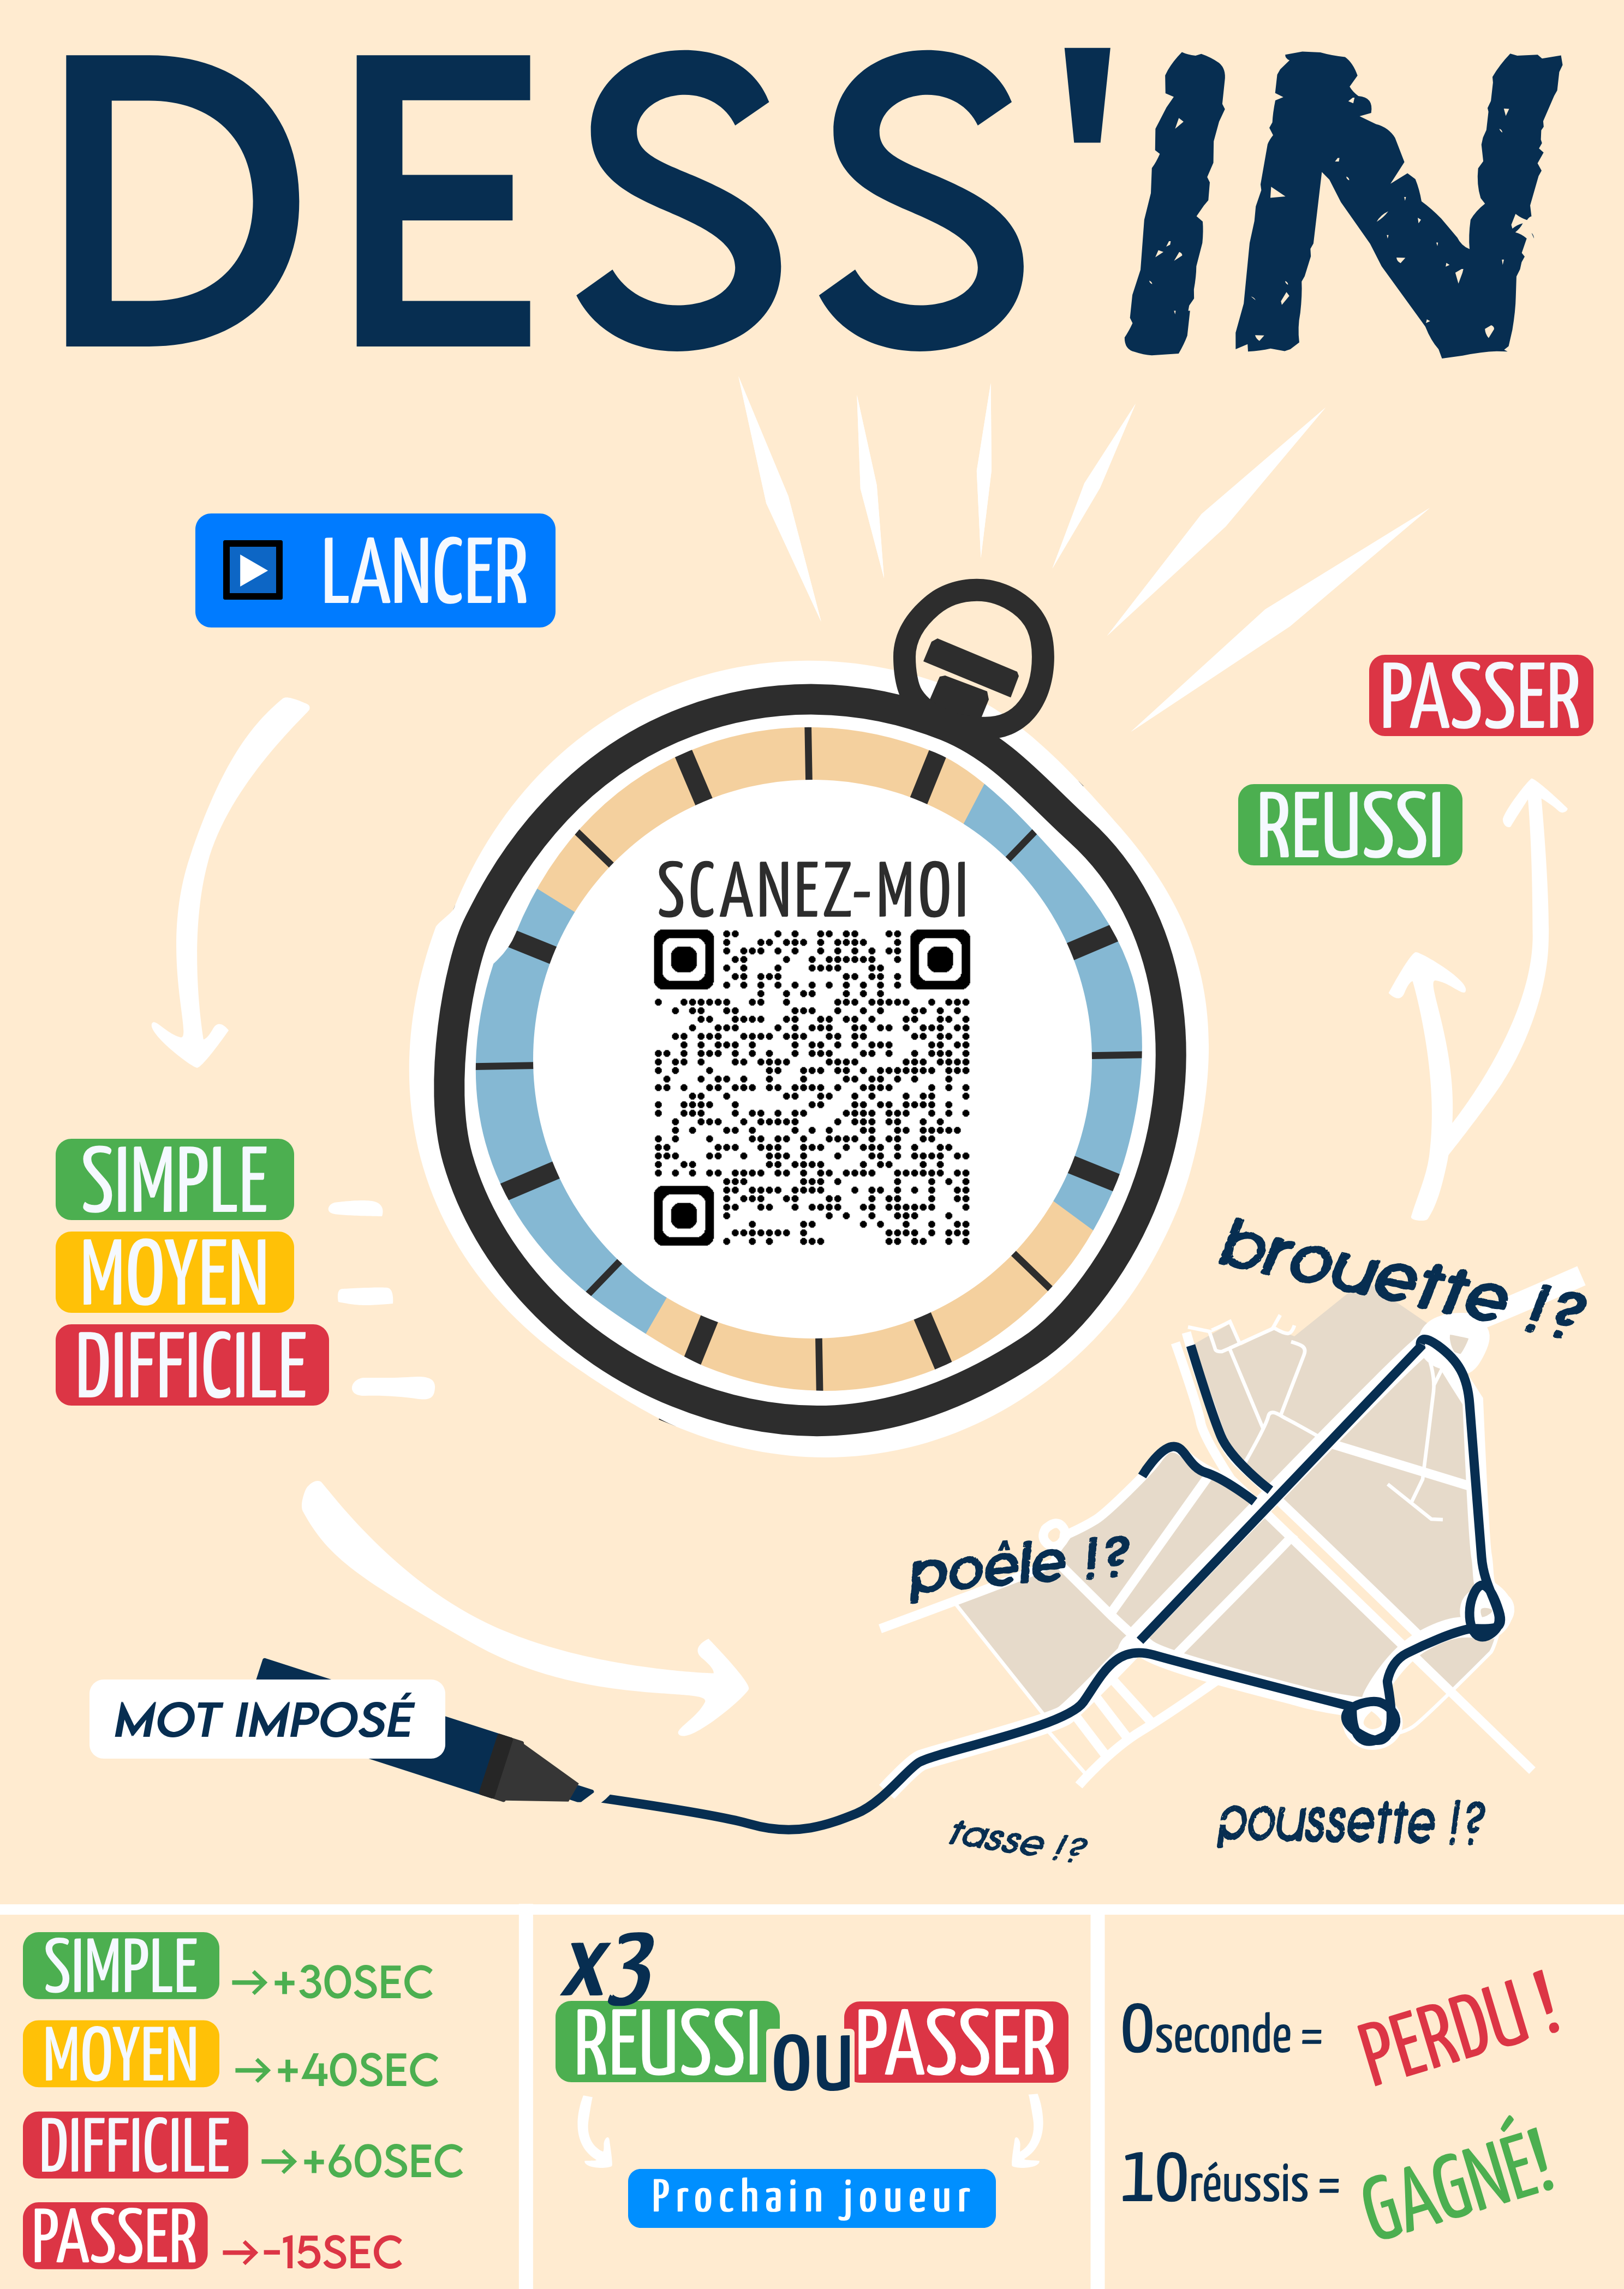 DESS'IN
LANCER
PASSER
REUSSI
SCANEZ-MOI
SIMPLE
MOYEN
DIFFICILE
brouette !?
poêle !?
MOT IMPOSÉ
tasse !?
poussette !?
SIMPLE →+30SEC
MOYEN →+40SEC
DIFFICILE →+60SEC
PASSER →-15SEC
x3
REUSSI ou PASSER
Prochain joueur
0seconde = PERDU !
10réussis = GAGNÉ!